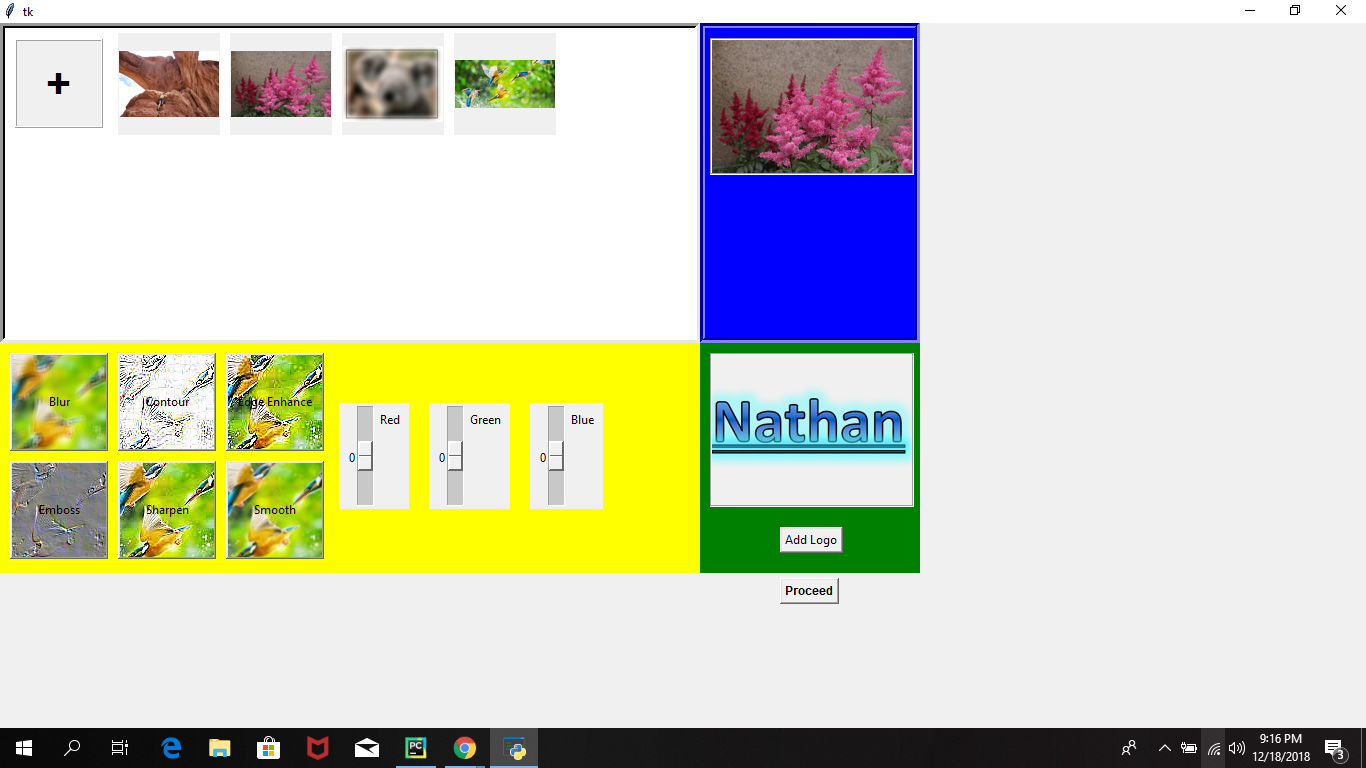 tk
+
Blur
Contour
Edge Enhance
Emboss
Sharpen
Smooth
0
Red
0
Green
0
Blue
Nathan
Add Logo
Proceed
PC
9:16 PM
12/18/2018
3